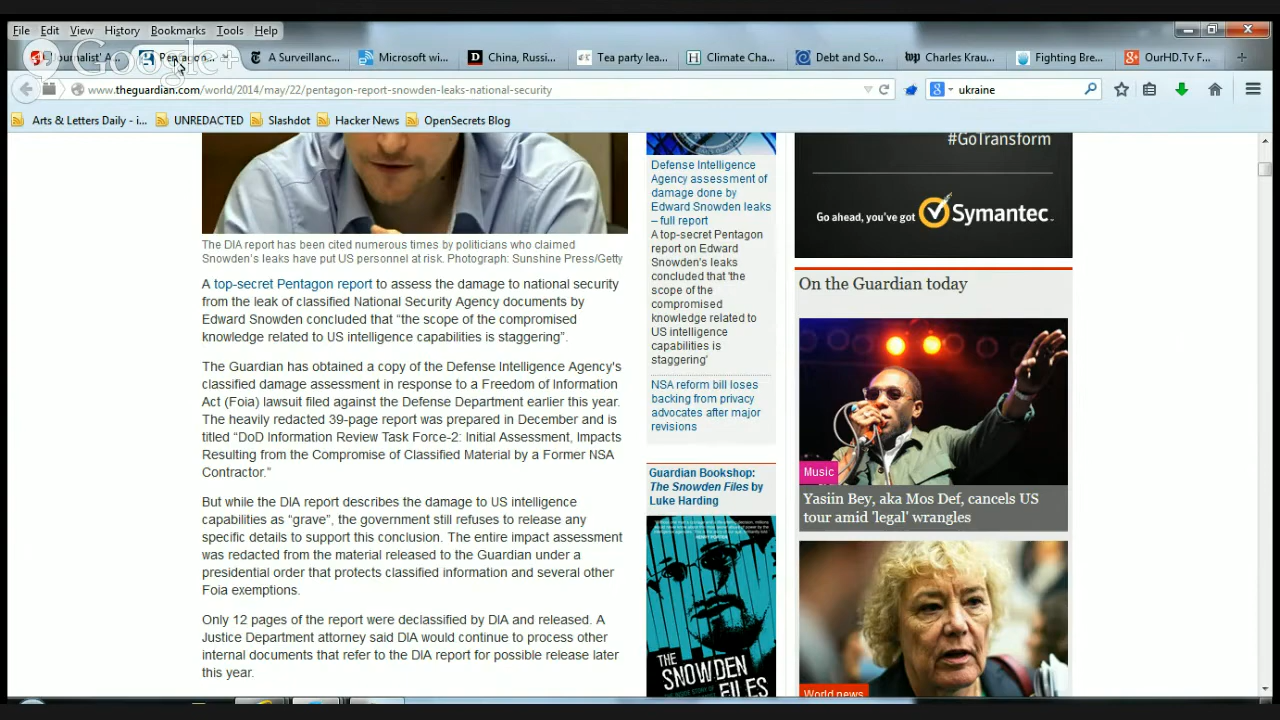 File Edit View History Bookmarks Tools Help
Google+
Journalist' A... Pentagon... A Surveillanc... Microsoft wi... China, Russi... Tea party lea... Climate Cha... Debt and So... Charles Krau... Fighting Bre... OurHD.Tv F...
www.theguardian.com/world/2014/may/22/pentagon-report-snowden-leaks-national-security
ukraine
Arts & Letters Daily - i... UNREDACTED Slashdot Hacker News OpenSecrets Blog
The DIA report has been cited numerous times by politicians who claimed
Snowden's leaks have put US personnel at risk. Photograph: Sunshine Press/Getty
A top-secret Pentagon report to assess the damage to national security
from the leak of classified National Security Agency documents by
Edward Snowden concluded that “the scope of the compromised
knowledge related to US intelligence capabilities is staggering”.
The Guardian has obtained a copy of the Defense Intelligence Agency's
classified damage assessment in response to a Freedom of Information
Act (Foia) lawsuit filed against the Defense Department earlier this year.
The heavily redacted 39-page report was prepared in December and is
titled “DoD Information Review Task Force-2: Initial Assessment, Impacts
Resulting from the Compromise of Classified Material by a Former NSA
Contractor.”
But while the DIA report describes the damage to US intelligence
capabilities as “grave”, the government still refuses to release any
specific details to support this conclusion. The entire impact assessment
was redacted from the material released to the Guardian under a
presidential order that protects classified information and several other
Foia exemptions.
Only 12 pages of the report were declassified by DIA and released. A
Justice Department attorney said DIA would continue to process other
internal documents that refer to the DIA report for possible release later
this year.
Defense Intelligence
Agency assessment of
damage done by
Edward Snowden leaks
– full report
A top-secret Pentagon
report on Edward
Snowden's leaks
concluded that 'the
scope of the
compromised
knowledge related to
US intelligence
capabilities is
staggering'
NSA reform bill loses
backing from privacy
advocates after major
revisions
Guardian Bookshop:
The Snowden Files by
Luke Harding
THE
SNOWDEN
FILES
#GoTransform
Go ahead, you've got Symantec.
On the Guardian today
Music
Yasiin Bey, aka Mos Def, cancels US
tour amid 'legal' wrangles
World news